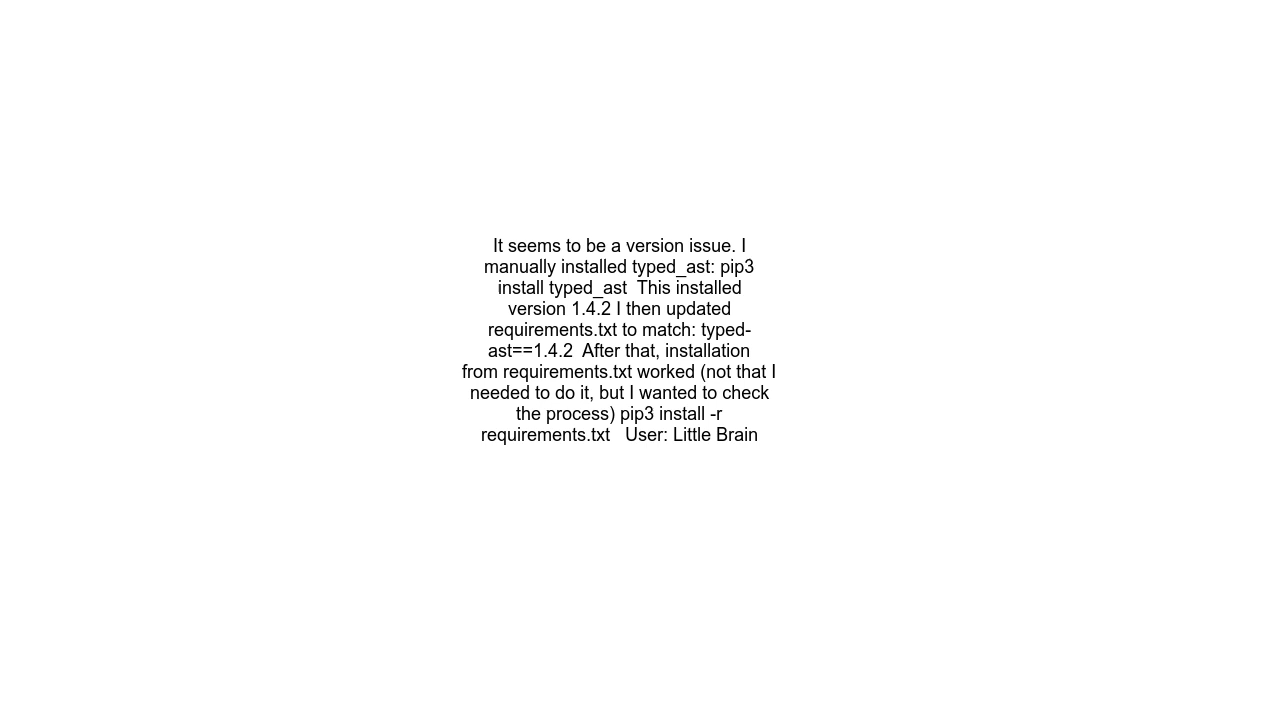 It seems to be a version issue. I
manually installed typed_ast: pip3
install typed_ast  This installed
version 1.4.2 I then updated
requirements.txt to match: typed-
ast==1.4.2  After that, installation
from requirements.txt worked (not that I
needed to do it, but I wanted to check
the process) pip3 install -r
requirements.txt   User: Little Brain